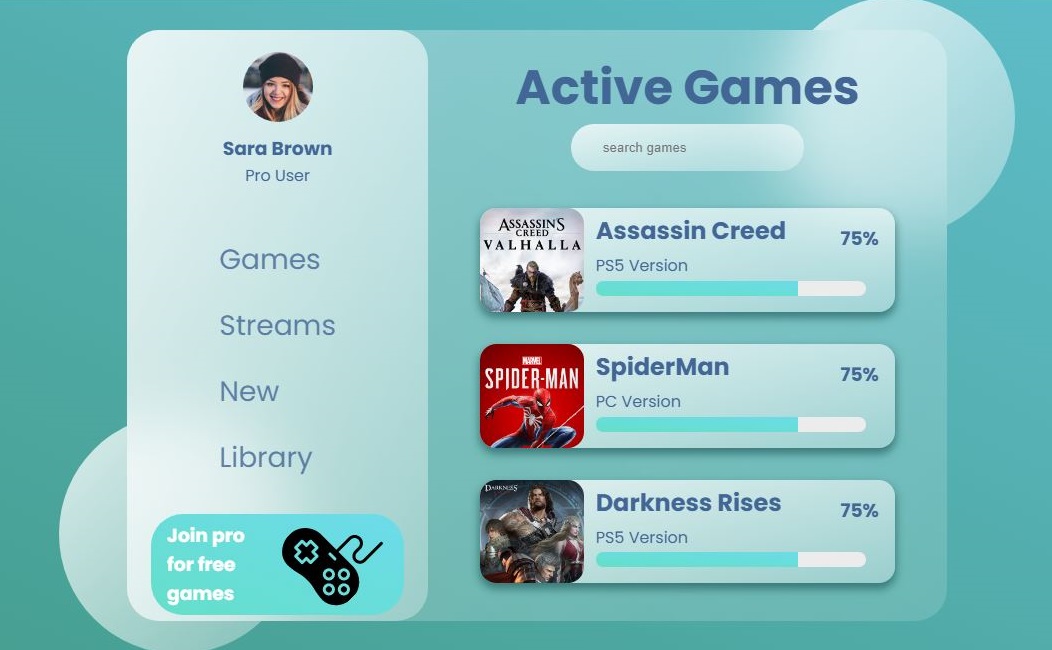 Sara Brown
Pro User
Games
Streams
New
Library
Join pro
for free
games
Active Games
search games
ASSASSIN'S
CREED
VALHALLA
Assassin Creed
75%
PS5 Version
MARVEL
SPIDER-MAN
SpiderMan
75%
PC Version
DARKNESS
Darkness Rises
75%
PS5 Version